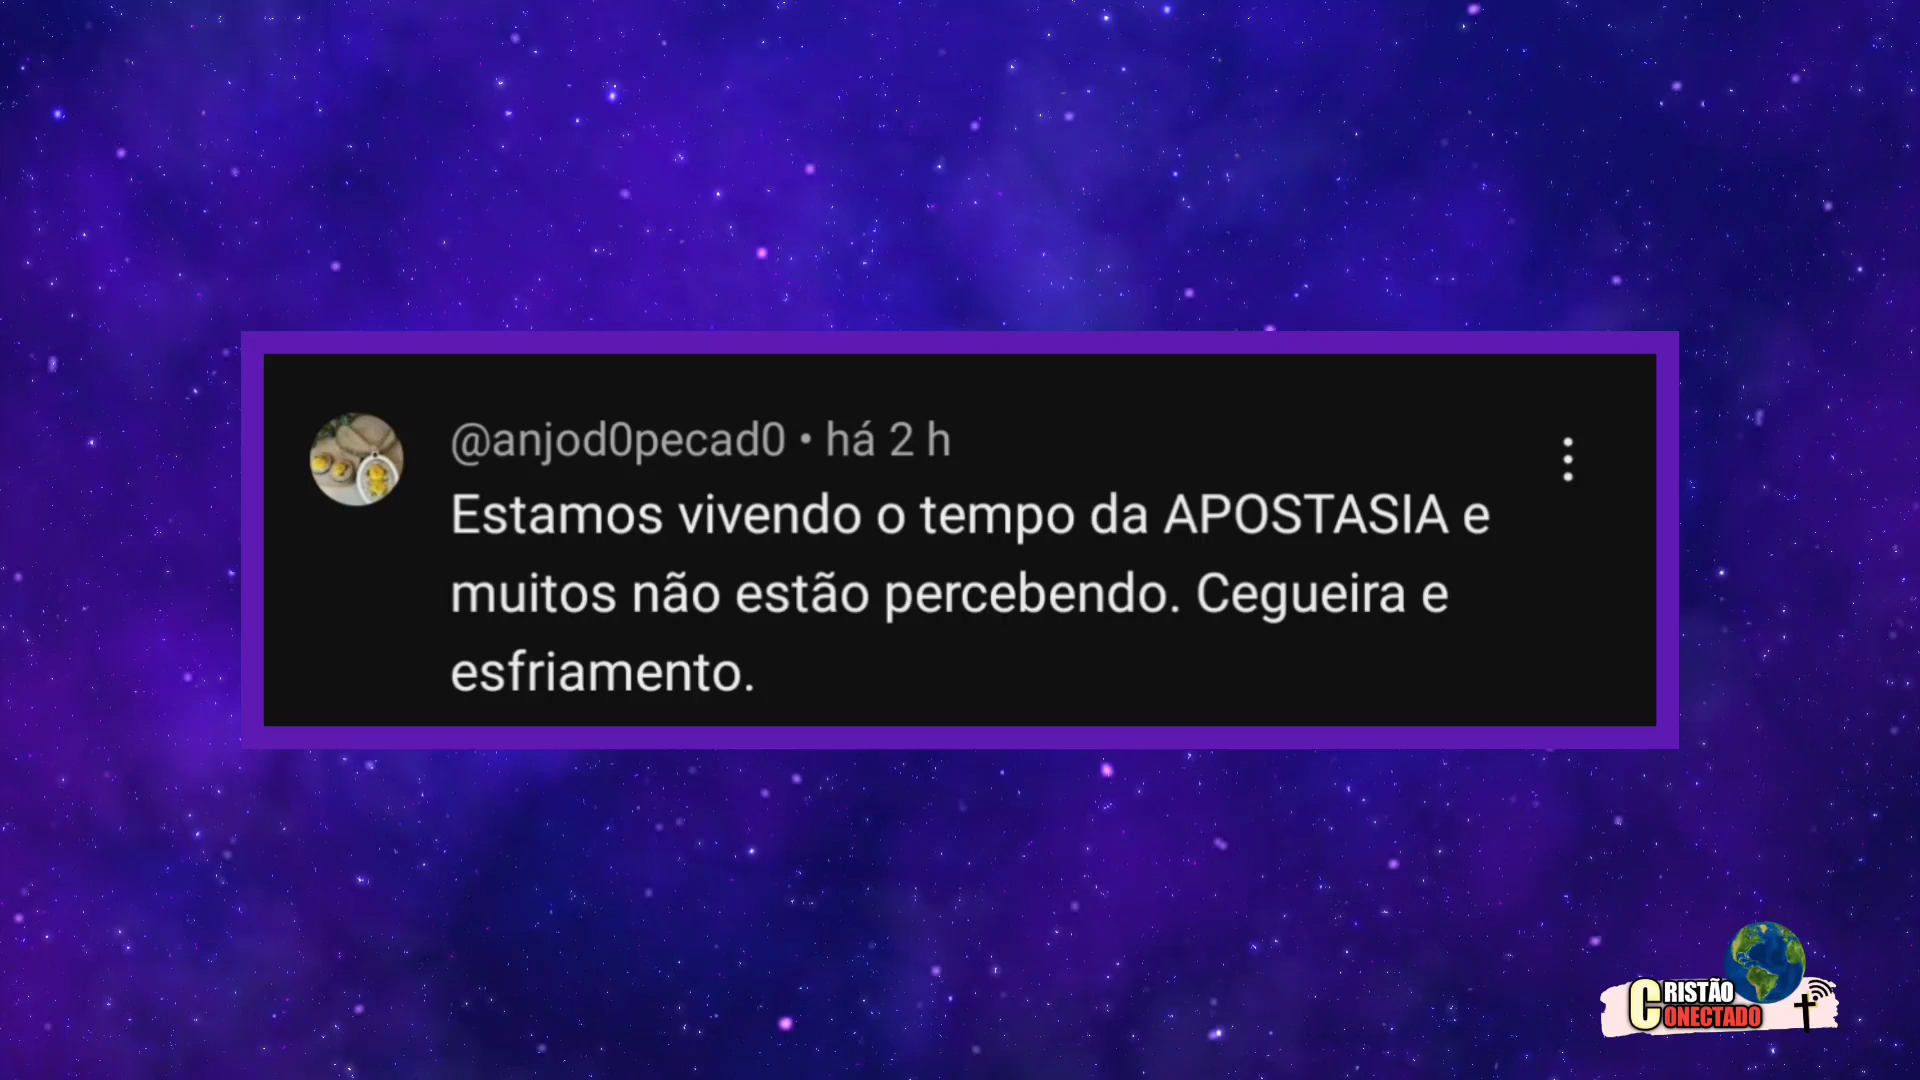 @anjod0pecad0 • há 2 h
Estamos vivendo o tempo da APOSTASIA e
muitos não estão percebendo. Cegueira e
esfriamento.
CRISTÃO
CONECTADO